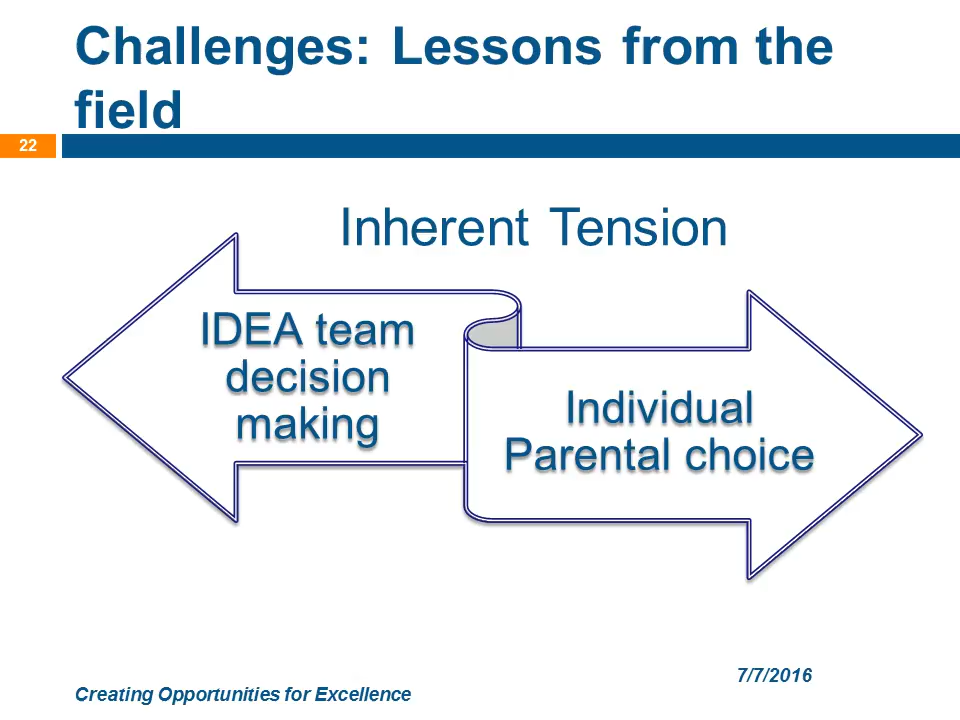 Challenges: Lessons from the
field
22
Inherent Tension
IDEA team
decision
making
Individual
Parental choice
7/7/2016
Creating Opportunities for Excellence